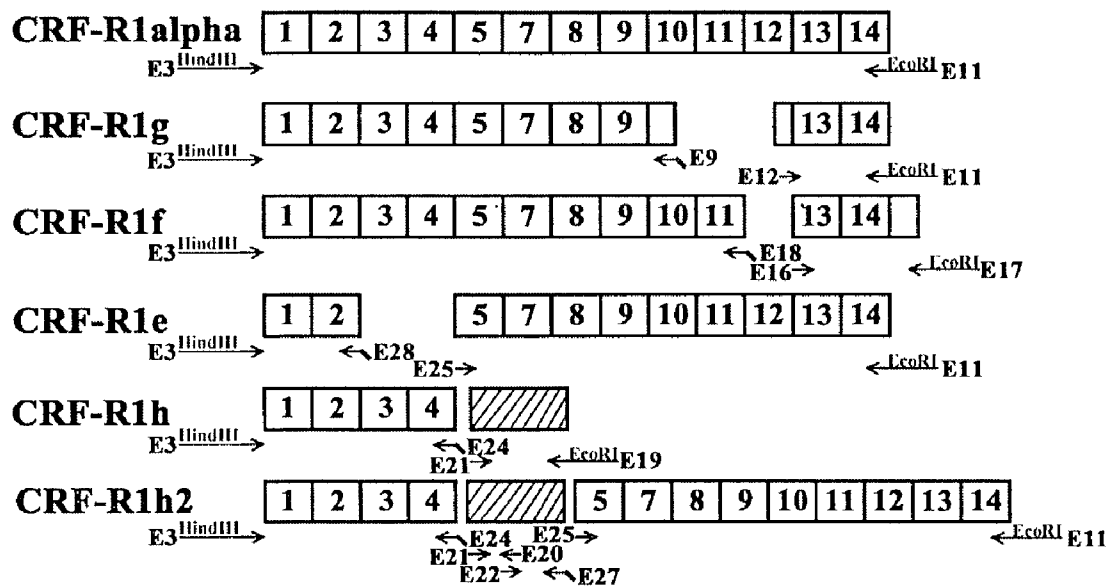 CRF-R1alpha 1 2 3 4 5 7 8 9 10 11 12 13 14
E3 HindIII EcoRI E11
CRF-R1g 1 2 3 4 5 7 8 9 13 14
E3 HindIII E9 E12 EcoRI E11
CRF-R1f 1 2 3 4 5 7 8 9 10 11 13 14
E3 HindIII E18 EcoRI E17
E16
CRF-R1e 1 2 5 7 8 9 10 11 12 13 14
E3 HindIII E28 E25 EcoRI E11
CRF-R1h 1 2 3 4
E3 HindIII E24 EcoRI E19
E21
CRF-R1h2 1 2 3 4 5 7 8 9 10 11 12 13 14
E3 HindIII E24 E25 EcoRI E11
E21 E20
E22 E27